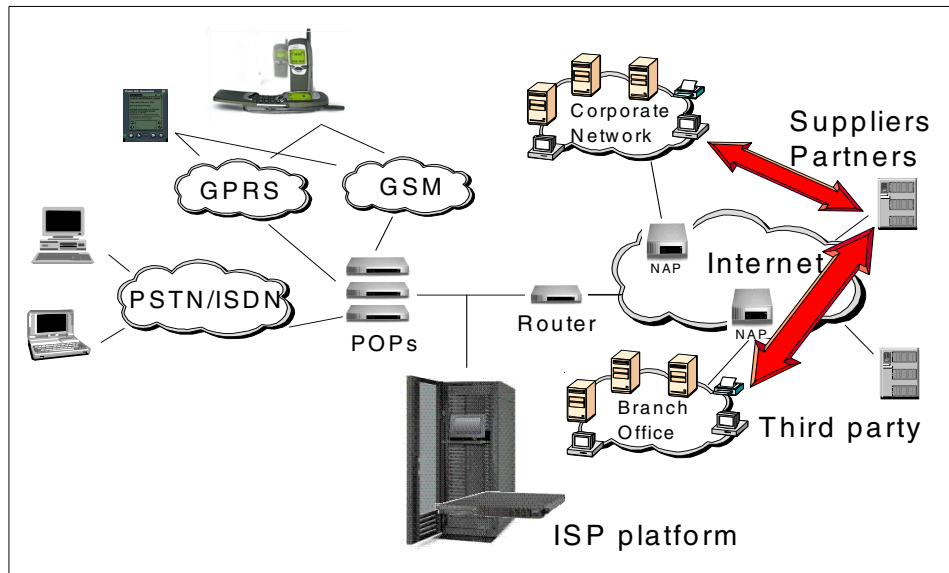 Corporate
Network
Suppliers
Partners
GPRS
GSM
NAP
Internet
PSTN/ISDN
POPs
Router
NAP
Branch
Office
Third party
ISP platform